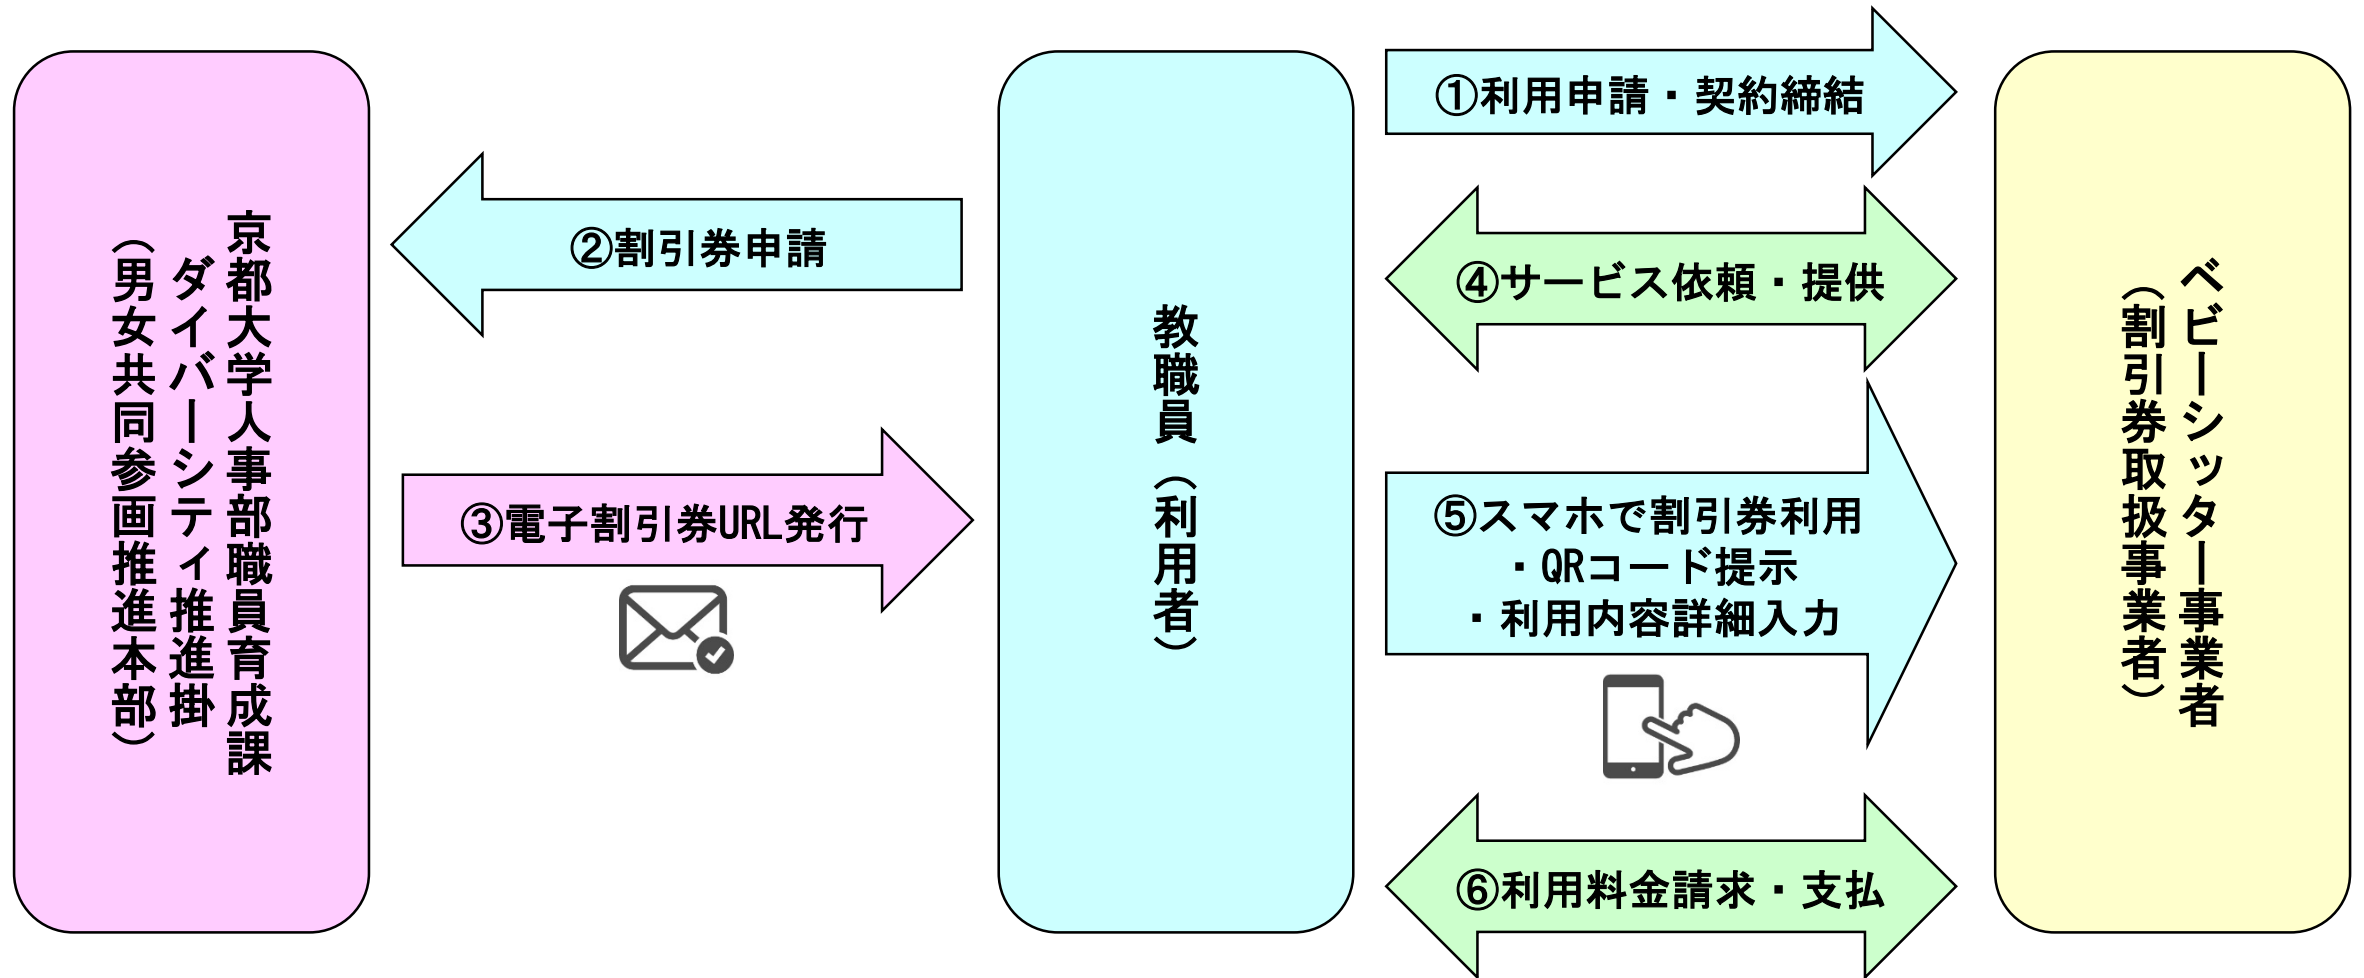 京都大学人事部職員育成課
ダイバーシティ推進掛
（男女共同参画推進本部）
②割引券申請
③電子割引券URL発行
教職員（利用者）
①利用申請・契約締結
④サービス依頼・提供
⑤スマホで割引券利用
・QRコード提示
・利用内容詳細入力
⑥利用料金請求・支払
ベビーシッター事業者
（割引券取扱事業者）